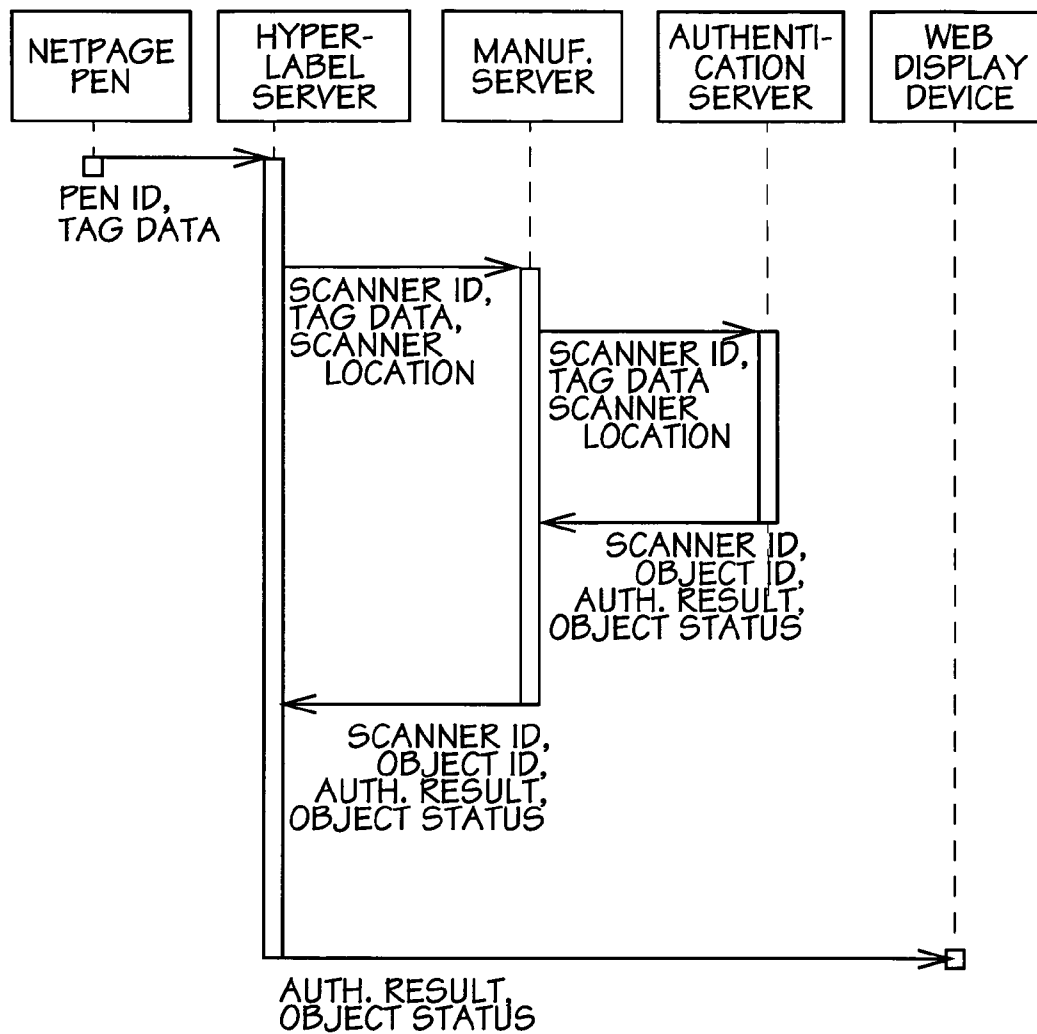 NETPAGE
PEN
HYPER-
LABEL
SERVER
MANUF.
SERVER
AUTHENTI-
CATION
SERVER
WEB
DISPLAY
DEVICE
PEN ID,
TAG DATA
SCANNER ID,
TAG DATA,
SCANNER
LOCATION
SCANNER ID,
TAG DATA
SCANNER
LOCATION
SCANNER ID,
OBJECT ID,
AUTH. RESULT,
OBJECT STATUS
SCANNER ID,
OBJECT ID,
AUTH. RESULT,
OBJECT STATUS
AUTH. RESULT,
OBJECT STATUS